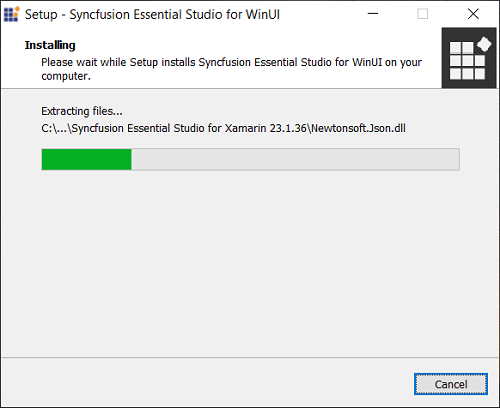 Setup - Syncfusion Essential Studio for WinUI
Installing
Please wait while Setup installs Syncfusion Essential Studio for WinUI on your
computer.
Extracting files...
C:\...\Syncfusion Essential Studio for Xamarin 23.1.36\Newtonsoft.Json.dll
Cancel